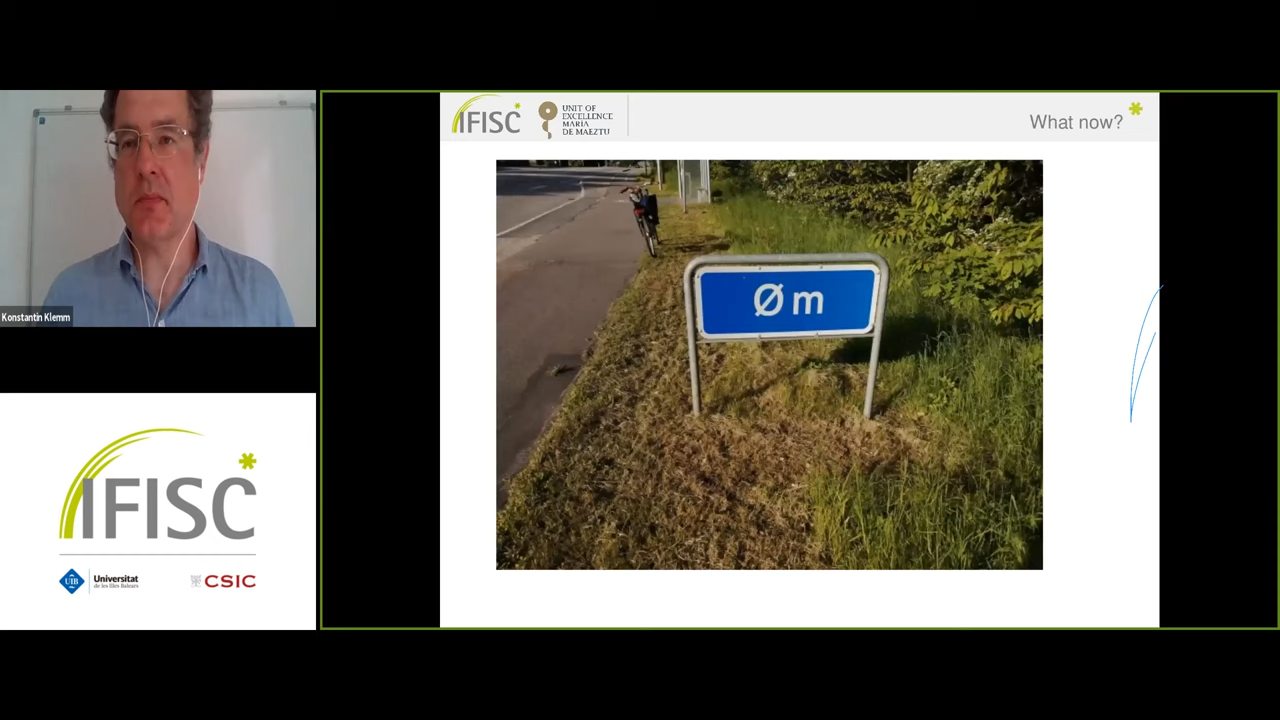 Konstantin Klemm
IFISC
UIB
Universitat
de les Illes Balears
CSIC
IFISC
UNIT OF
EXCELLENCE
MARÍA
DE MAEZTU
What now?
Øm